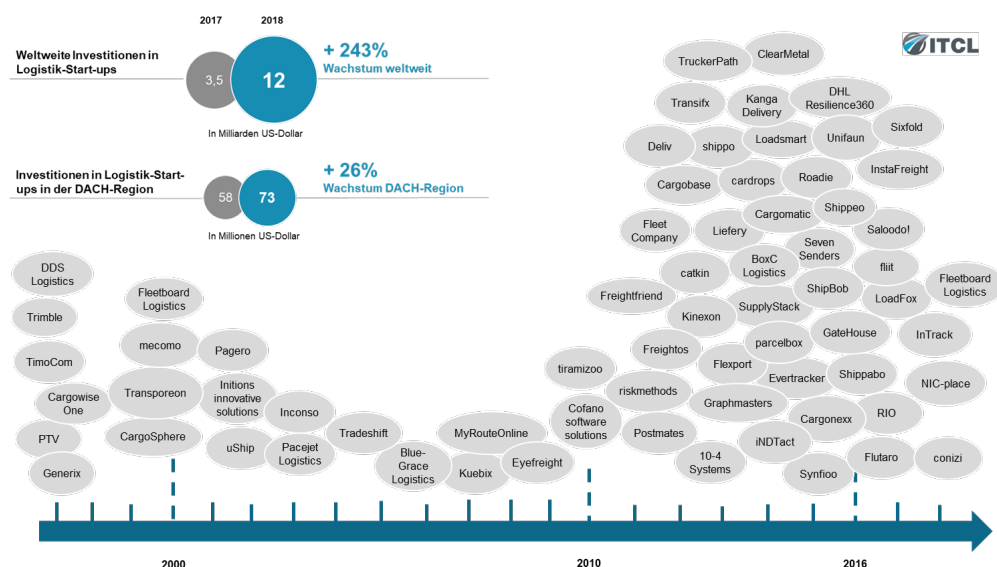 2017
2018
Weltweite Investitionen in
Logistik-Start-ups
3,5
12
+ 243%
Wachstum weltweit
In Milliarden US-Dollar
Investitionen in Logistik-Start-
ups in der DACH-Region
58
73
+ 26%
Wachstum DACH-Region
In Millionen US-Dollar
ITCL
DDS
Logistics
Trimble
TimoCom
Cargowise
One
PTV
Generix
Fleetboard
Logistics
mecomo
Transporeon
CargoSphere
Pagero
Initions
innovative
solutions
uShip
Inconso
Pacejet
Logistics
Tradeshift
Blue-
Grace
Logistics
MyRouteOnline
Kuebix
Eyefreight
tiramizoo
Cofano
software
solutions
TruckerPath
ClearMetal
Transifx
Kanga
Delivery
DHL
Resilience360
Deliv
shippo
Loadsmart
Unifaun
Sixfold
Cargobase
cardrops
Roadie
InstaFreight
Fleet
Company
Liefery
Cargomatic
Shippeo
Saloodo!
catkin
BoxC
Logistics
Seven
Senders
fliit
Fleetboard
Logistics
Freightfriend
Kinexon
SupplyStack
ShipBob
LoadFox
Freightos
Flexport
parcelbox
GateHouse
InTrack
riskmethods
Graphmasters
Evertracker
Shippabo
NIC-place
Postmates
10-4
Systems
iNDTact
Cargonexx
RIO
Synfioo
Flutaro
conizi
2000
2010
2016